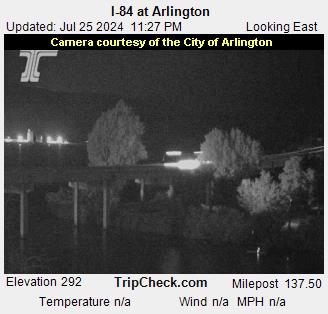 I-84 at Arlington
Updated: Jul 25 2024 11:27 PM Looking East
Camera courtesy of the City of Arlington
Elevation 292 TripCheck.com Milepost 137.50
Temperature n/a Wind n/a MPH n/a